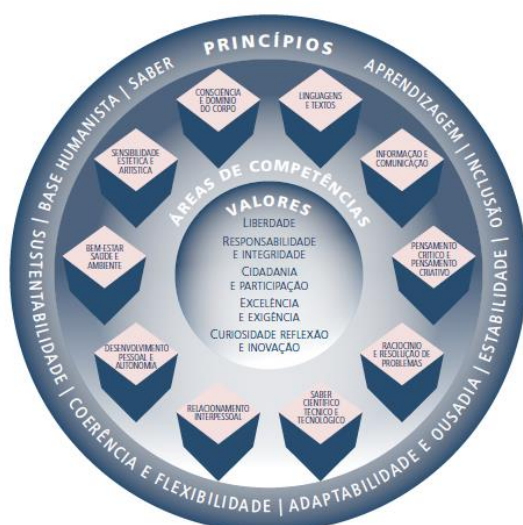 PRINCÍPIOS
BASE HUMANISTA | SABER
APRENDIZAGEM | INCLUSÃO | ESTABILIDADE |
ADAPTABILIDADE E OUSADIA |
COERÊNCIA E FLEXIBILIDADE |
SUSTENTABILIDADE |
ÁREAS DE COMPETÊNCIAS
CONSCIÊNCIA
E DOMÍNIO
DO CORPO
LINGUAGENS
E TEXTOS
INFORMAÇÃO E
COMUNICAÇÃO
PENSAMENTO
CRÍTICO E
PENSAMENTO
CRIATIVO
RACIOCÍNIO
E RESOLUÇÃO DE
PROBLEMAS
SABER
CIENTÍFICO
TÉCNICO E
TECNOLÓGICO
RELACIONAMENTO
INTERPESSOAL
DESENVOLVIMENTO
PESSOAL E
AUTONOMIA
BEM-ESTAR
SAÚDE E
AMBIENTE
SENSIBILIDADE
ESTÉTICA E
ARTÍSTICA
VALORES
LIBERDADE
RESPONSABILIDADE
E INTEGRIDADE
CIDADANIA
E PARTICIPAÇÃO
EXCELÊNCIA
E EXIGÊNCIA
CURIOSIDADE REFLEXÃO
E INOVAÇÃO